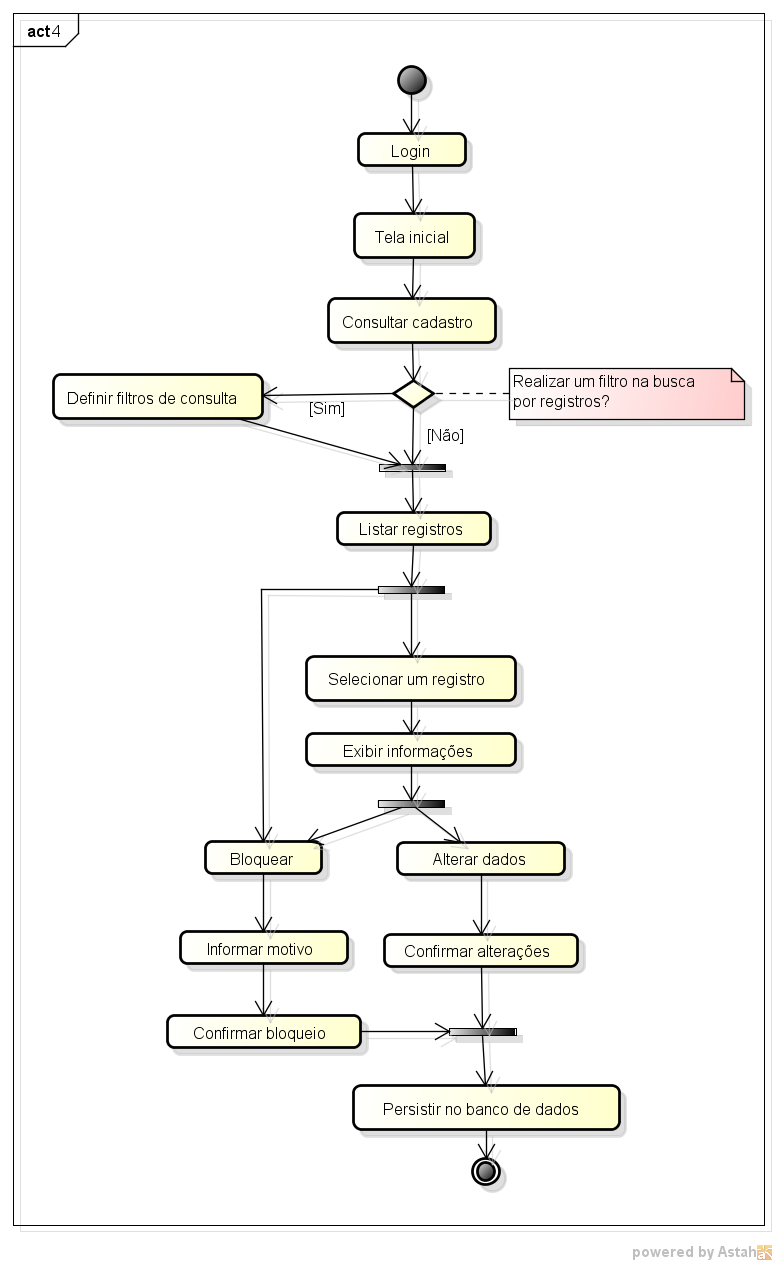 act4
Login
Tela inicial
Consultar cadastro
Realizar um filtro na busca
por registros?
Definir filtros de consulta
[Sim]
[Não]
Listar registros
Selecionar um registro
Exibir informações
Bloquear
Alterar dados
Informar motivo
Confirmar alterações
Confirmar bloqueio
Persistir no banco de dados
powered by Astah